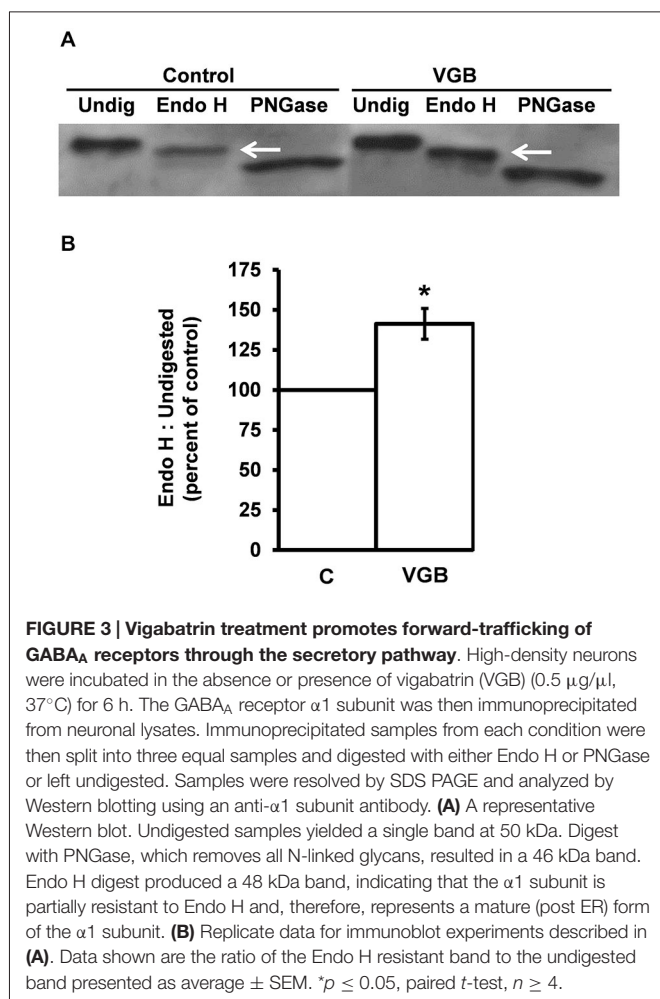 A
Control VGB
Undig Endo H PNGase Undig Endo H PNGase
B
Endo H : Undigested
(percent of control)
175
150
125
100
75
50
25
0
*
C VGB
FIGURE 3 | Vigabatrin treatment promotes forward-trafficking of
GABAA receptors through the secretory pathway. High-density neurons
were incubated in the absence or presence of vigabatrin (VGB) (0.5 μg/μl,
37°C) for 6 h. The GABAA receptor α1 subunit was then immunoprecipitated
from neuronal lysates. Immunoprecipitated samples from each condition were
then split into three equal samples and digested with either Endo H or PNGase
or left undigested. Samples were resolved by SDS PAGE and analyzed by
Western blotting using an anti-α1 subunit antibody. (A) A representative
Western blot. Undigested samples yielded a single band at 50 kDa. Digest
with PNGase, which removes all N-linked glycans, resulted in a 46 kDa band.
Endo H digest produced a 48 kDa band, indicating that the α1 subunit is
partially resistant to Endo H and, therefore, represents a mature (post ER) form
of the α1 subunit. (B) Replicate data for immunoblot experiments described in
(A). Data shown are the ratio of the Endo H resistant band to the undigested
band presented as average ± SEM. *p ≤ 0.05, paired t-test, n ≥ 4.